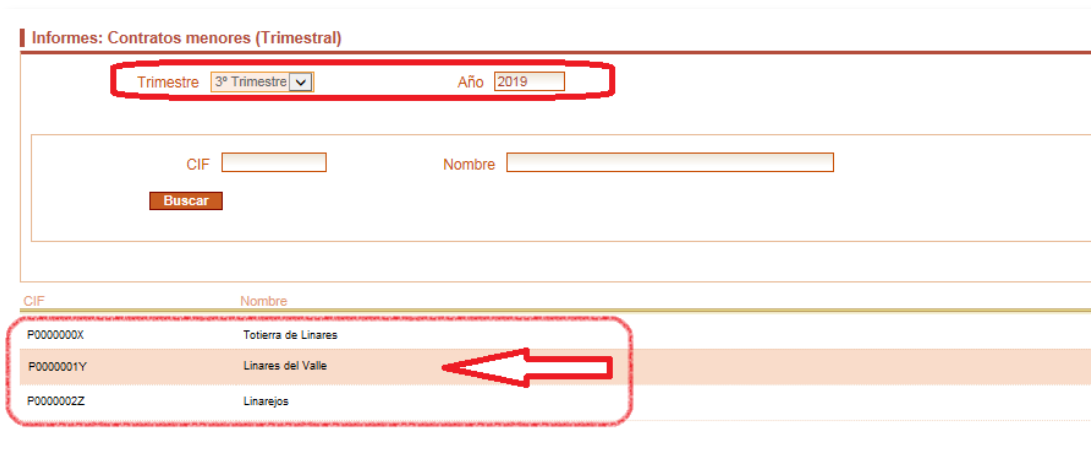 Informes: Contratos menores (Trimestral)
Trimestre 3º Trimestre Año 2019
CIF Nombre
Buscar
CIF Nombre
P0000000X Totierra de Linares
P0000001Y Linares del Valle
P0000002Z Linarejos